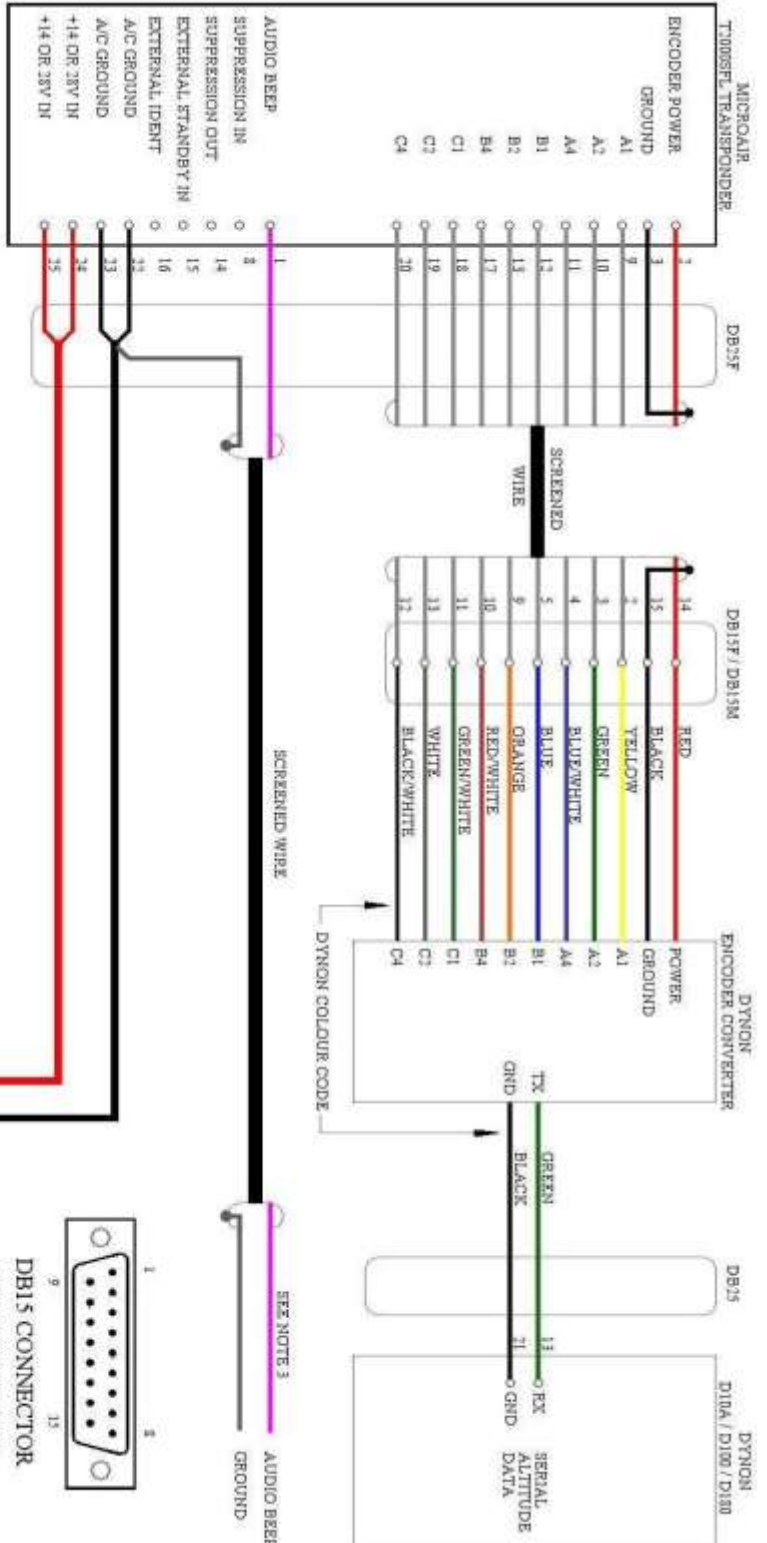 MICROAIR
T2000SFL TRANSPONDER
ENCODER POWER
GROUND
A1
A2
A4
B1
B2
B4
C1
C2
C4
AUDIO BEEP
SUPPRESSION IN
SUPPRESSION OUT
EXTERNAL STANDBY IN
EXTERNAL IDENT
A/C GROUND
A/C GROUND
+14 OR 28V IN
+14 OR 28V IN
2
3
9
10
11
12
13
17
18
19
20
1
8
14
15
16
22
23
24
25
DB25F
SCREENED
WIRE
DB15F / DB15M
14
15
2
3
4
5
9
10
11
13
12
RED
BLACK
YELLOW
GREEN
BLUE/WHITE
BLUE
ORANGE
RED/WHITE
GREEN/WHITE
WHITE
BLACK/WHITE
DYNON
ENCODER CONVERTER
POWER
GROUND
A1
A2
A4
B1
B2
B4
C1
C2
C4
TX
GND
DYNON COLOUR CODE
GREEN
BLACK
DB25
13
21
DYNON
D10A / D100 / D180
RX
GND
SERIAL
ALTITUDE
DATA
SCREENED WIRE
SEE NOTE 3
AUDIO BEEP
GROUND
1
8
9
15
DB15 CONNECTOR